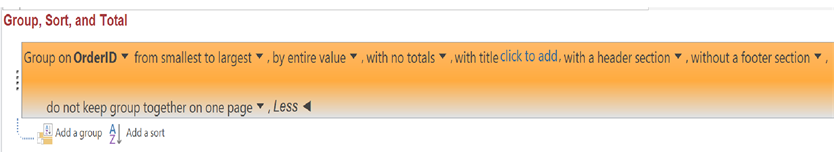 Group, Sort, and Total
Group on OrderID ▼ from smallest to largest ▼ , by entire value ▼ , with no totals ▼ , with title click to add, with a header section ▼ , without a footer section ▼ ,
do not keep group together on one page ▼ , Less ◀
Add a group A Z↓ Add a sort